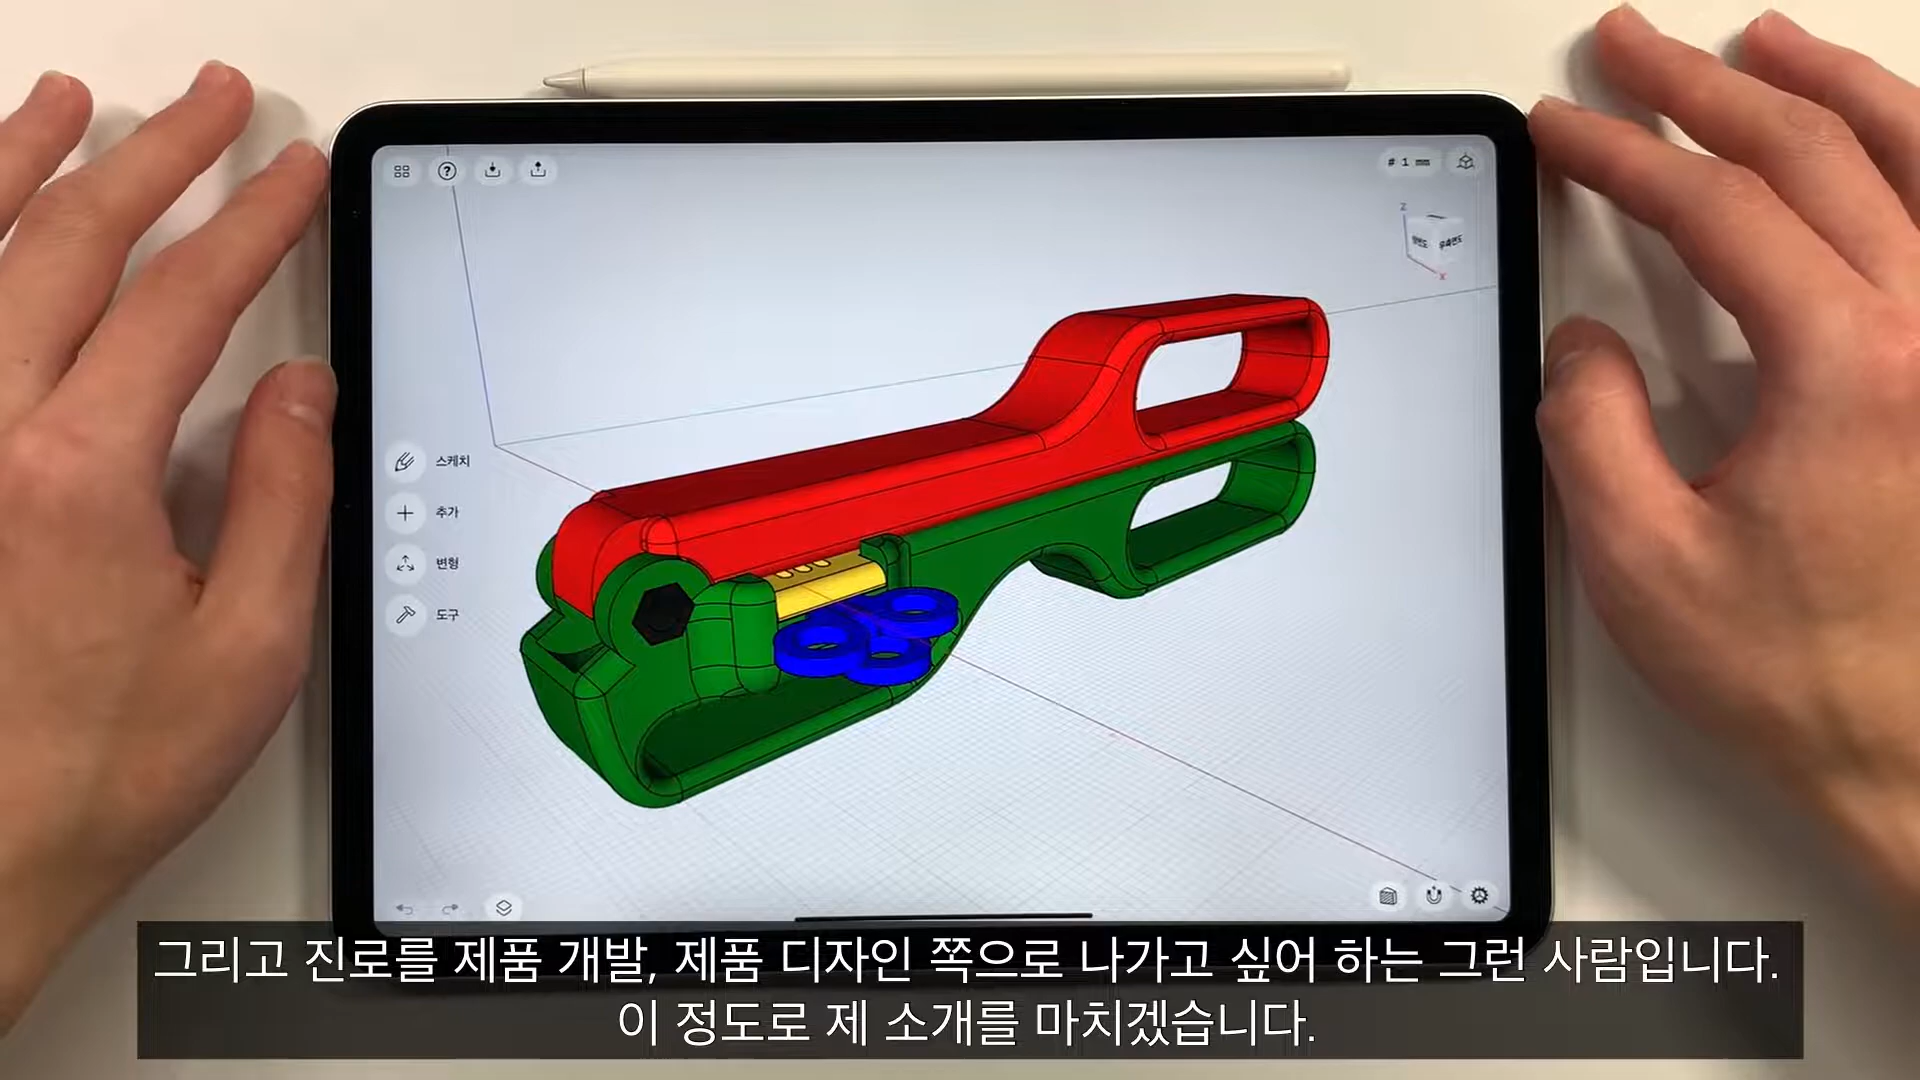 # 1 mm
Z
X
스케치
추가
변형
도구
그리고 진로를 제품 개발, 제품 디자인 쪽으로 나가고 싶어 하는 그런 사람입니다.
이 정도로 제 소개를 마치겠습니다.